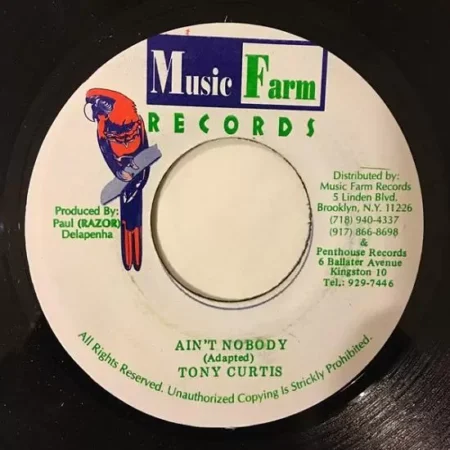 Music Farm
RECORDS
Produced By:
Paul (RAZOR)
Delapenha
Distributed by:
Music Farm Records
5 Linden Blvd.
Brooklyn, N.Y. 11226
(718) 940-4337
(917) 866-8698
&
Penthouse Records
6 Ballater Avenue
Kingston 10
Tel.: 929-7446
AIN'T NOBODY
(Adapted)
TONY CURTIS
All Rights Reserved. Unauthorized Copying Is Strickly Prohibited.